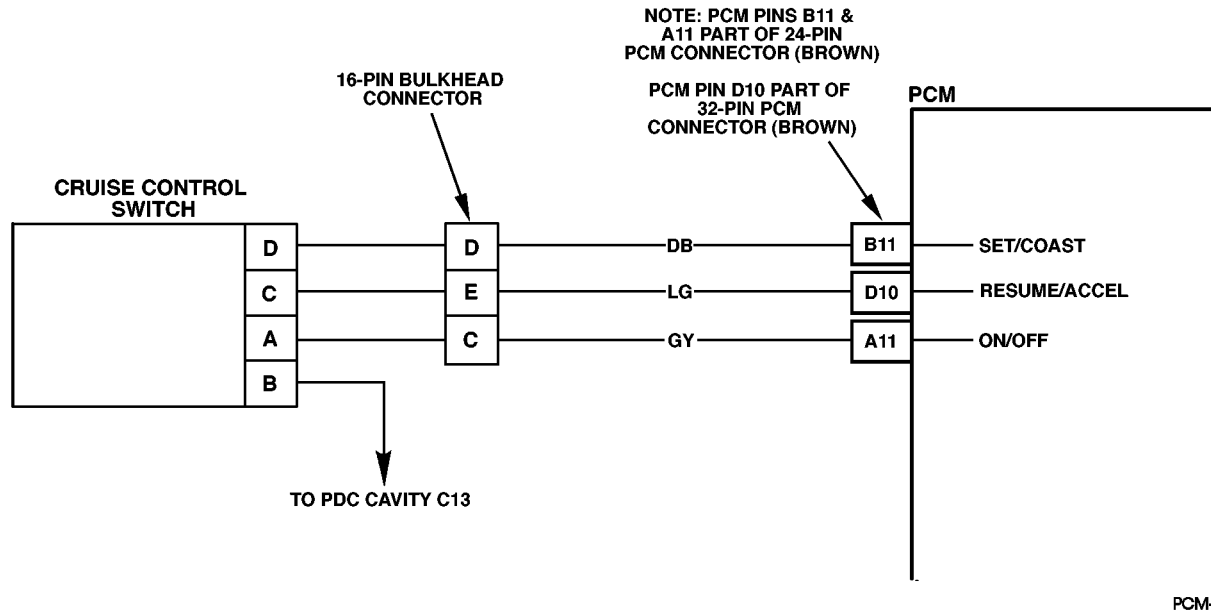 NOTE: PCM PINS B11 &
A11 PART OF 24-PIN
PCM CONNECTOR (BROWN)
16-PIN BULKHEAD
CONNECTOR
PCM PIN D10 PART OF
32-PIN PCM
CONNECTOR (BROWN)
PCM
CRUISE CONTROL
SWITCH
D D DB B11 SET/COAST
C E LG D10 RESUME/ACCEL
A C GY A11 ON/OFF
B
TO PDC CAVITY C13
PCM-